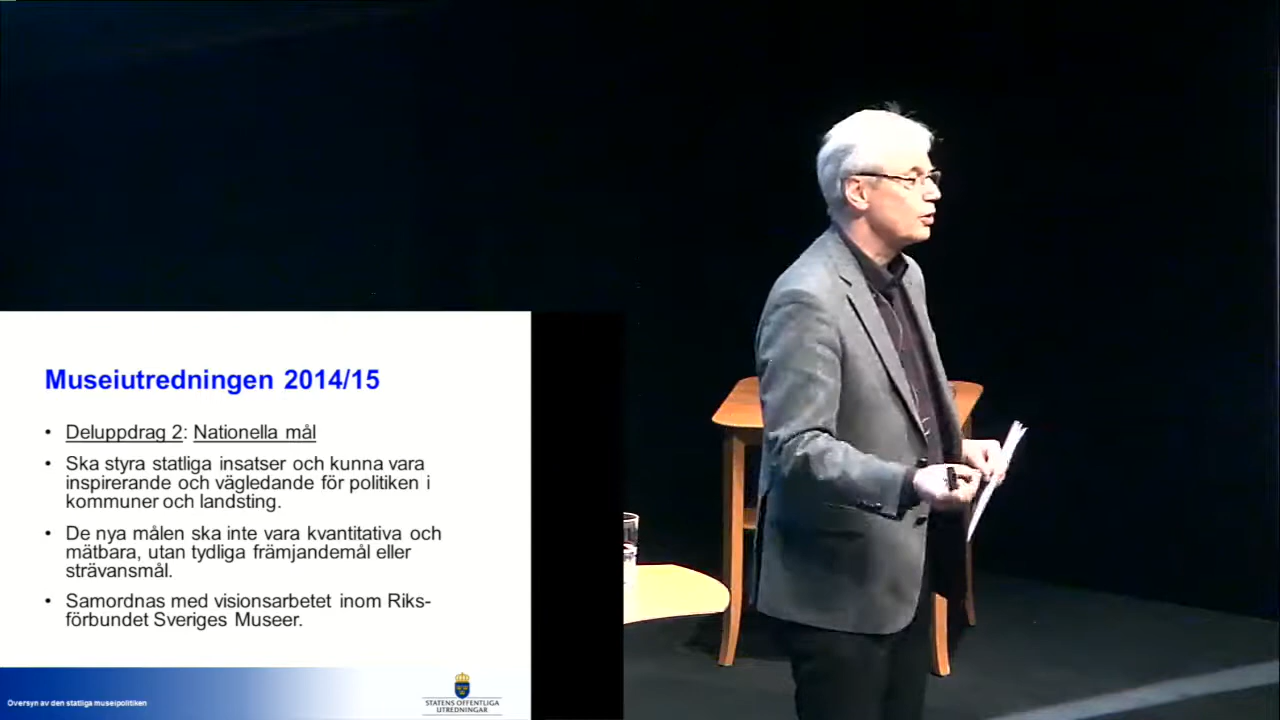 Museiutredningen 2014/15
• Deluppdrag 2: Nationella mål
• Ska styra statliga insatser och kunna vara
inspirerande och vägledande för politiken i
kommuner och landsting.
• De nya målen ska inte vara kvantitativa och
mätbara, utan tydliga främjandemål eller
strävansmål.
• Samordnas med visionsarbetet inom Riks-
förbundet Sveriges Museer.
Översyn av den statliga museipolitiken
STATENS OFFENTLIGA
UTREDNINGAR